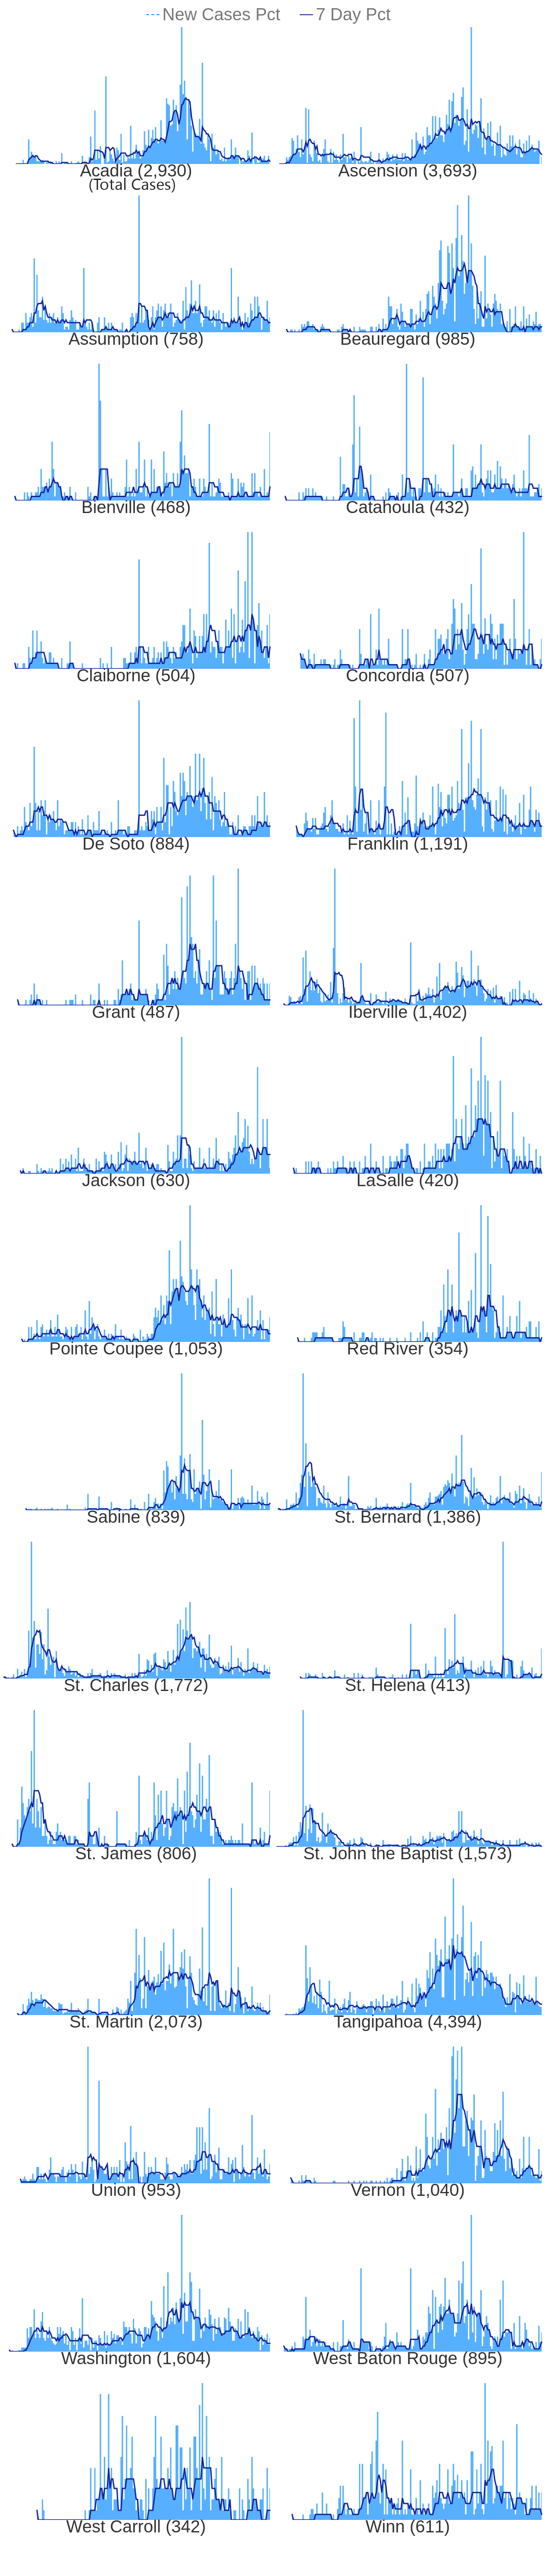 New Cases Pct 7 Day Pct
Acadia (2,930) Ascension (3,693)
(Total Cases)
Assumption (758) Beauregard (985)
Bienville (468) Catahoula (432)
Claiborne (504) Concordia (507)
De Soto (884) Franklin (1,191)
Grant (487) Iberville (1,402)
Jackson (630) LaSalle (420)
Pointe Coupee (1,053) Red River (354)
Sabine (839) St. Bernard (1,386)
St. Charles (1,772) St. Helena (413)
St. James (806) St. John the Baptist (1,573)
St. Martin (2,073) Tangipahoa (4,394)
Union (953) Vernon (1,040)
Washington (1,604) West Baton Rouge (895)
West Carroll (342) Winn (611)